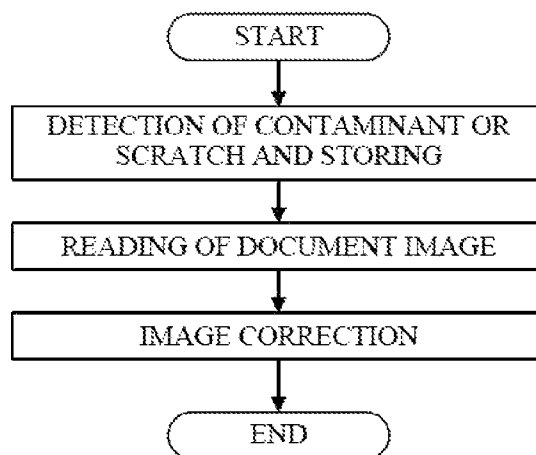 START
DETECTION OF CONTAMINANT OR
SCRATCH AND STORING
READING OF DOCUMENT IMAGE
IMAGE CORRECTION
END